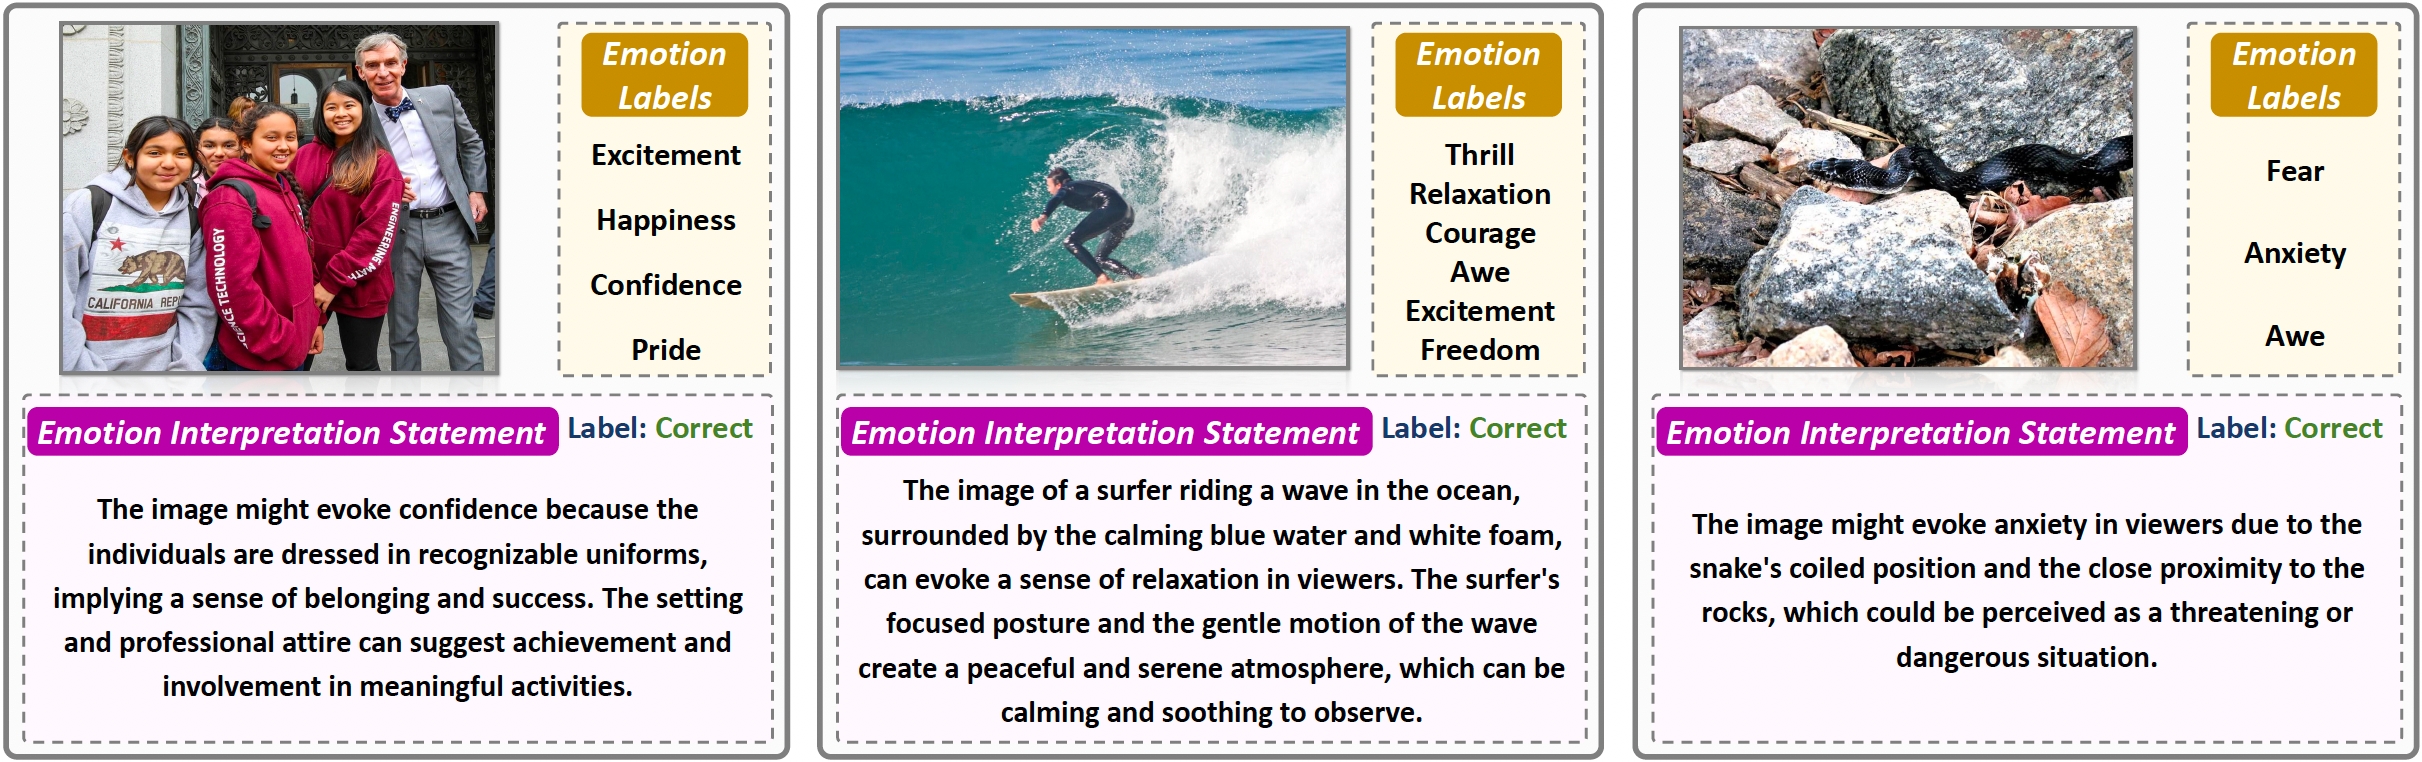 CALIFORNIA REP
SCIENCE TECHNOLOGY
ENGINEERING MATH
Emotion
Labels
Excitement
Happiness
Confidence
Pride
Emotion Interpretation Statement Label: Correct
The image might evoke confidence because the
individuals are dressed in recognizable uniforms,
implying a sense of belonging and success. The setting
and professional attire can suggest achievement and
involvement in meaningful activities.
Emotion
Labels
Thrill
Relaxation
Courage
Awe
Excitement
Freedom
Emotion Interpretation Statement Label: Correct
The image of a surfer riding a wave in the ocean,
surrounded by the calming blue water and white foam,
can evoke a sense of relaxation in viewers. The surfer's
focused posture and the gentle motion of the wave
create a peaceful and serene atmosphere, which can be
calming and soothing to observe.
Emotion
Labels
Fear
Anxiety
Awe
Emotion Interpretation Statement Label: Correct
The image might evoke anxiety in viewers due to the
snake's coiled position and the close proximity to the
rocks, which could be perceived as a threatening or
dangerous situation.